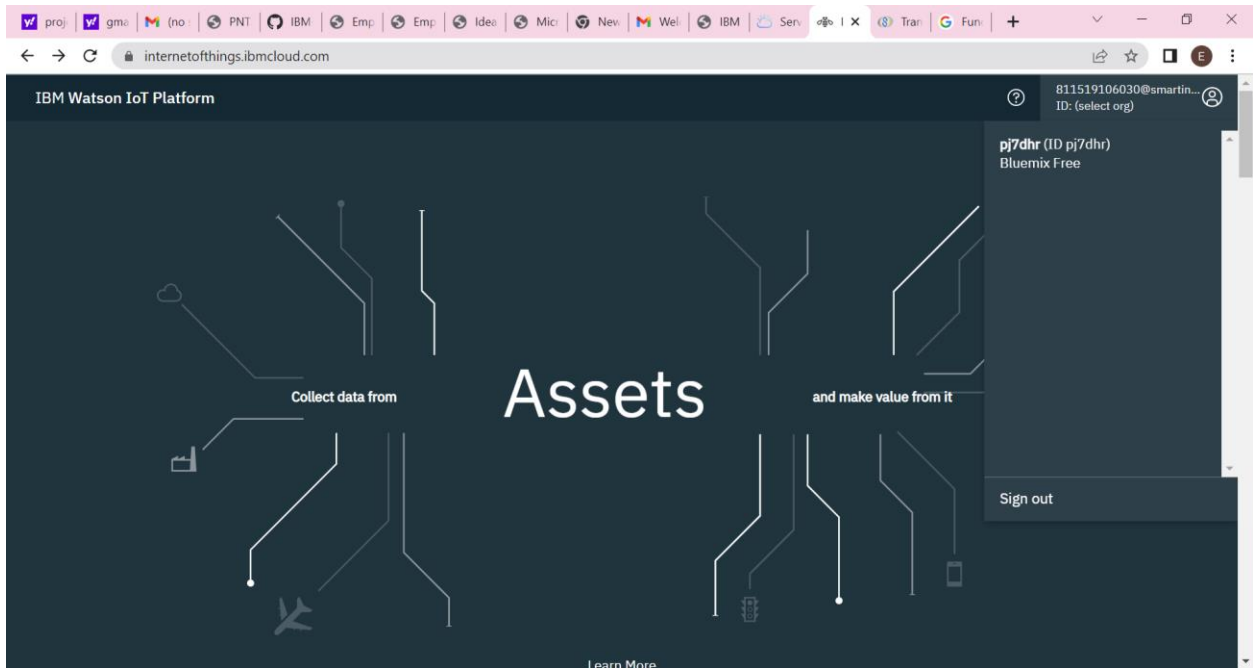 proj
gma
M (no s
PNT
IBM
Emp
Emp
Idea
Micr
New
Wel
IBM
Serv
I
(8) Tran
Fun
internetofthings.ibmcloud.com
E
IBM Watson IoT Platform
811519106030@smartin...
ID: (select org)
pj7dhr (ID pj7dhr)
Bluemix Free
Collect data from
Assets
and make value from it
Sign out
Learn More